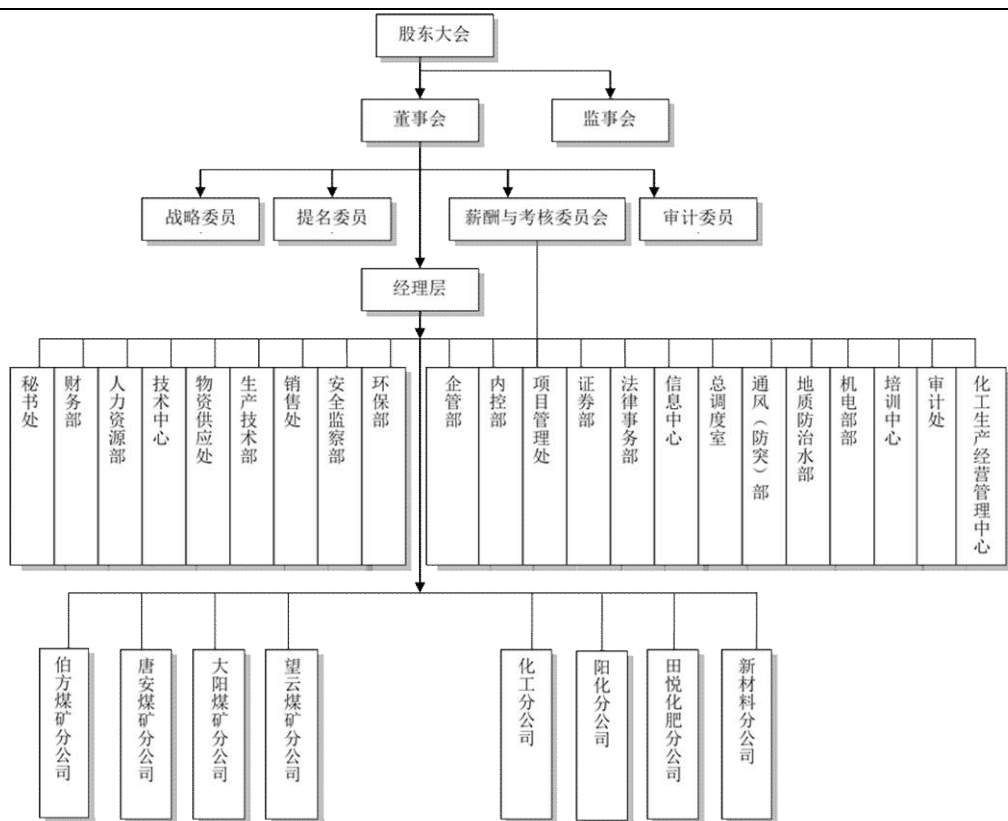 股东大会
董事会
监事会
战略委员
提名委员
薪酬与考核委员会
审计委员
经理层
秘书处
财务部
人力资源部
技术中心
物资供应处
生产技术部
销售处
安全监察部
环保部
企管部
内控部
项目管理处
证券部
法律事务部
信息中心
总调度室
通风（防突）部
地质防治水部
机电部部
培训中心
审计处
化工生产经营管理中心
伯方煤矿分公司
唐安煤矿分公司
大阳煤矿分公司
望云煤矿分公司
化工分公司
阳化分公司
田悦化肥分公司
新材料分公司